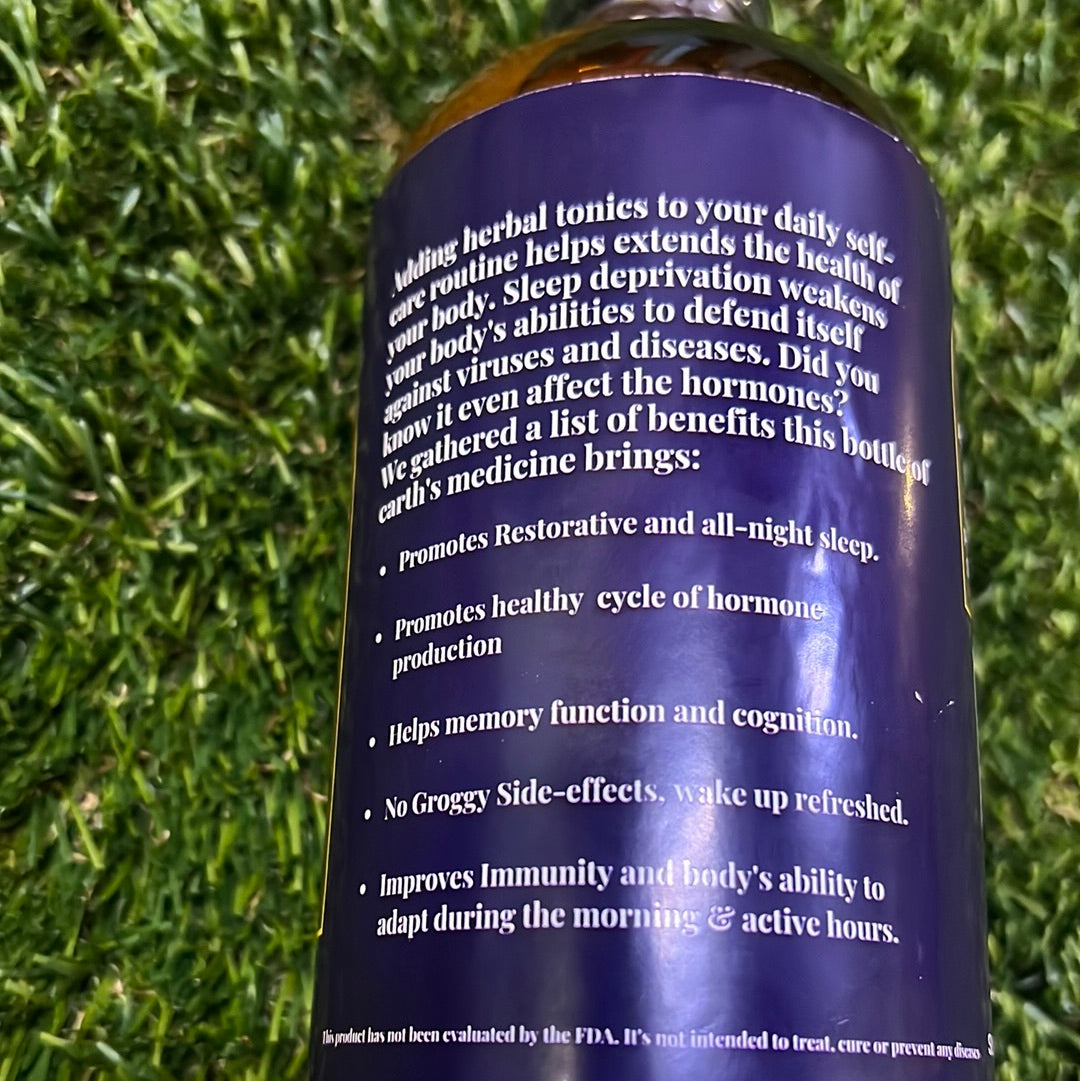 Adding herbal tonics to your daily self-
care routine helps extends the health of
your body. Sleep deprivation weakens
your body's abilities to defend itself
against viruses and diseases. Did you
know it even affect the hormones?
We gathered a list of benefits this bottle of
earth's medicine brings:
• Promotes Restorative and all-night sleep.
• Promotes healthy cycle of hormone
production
• Helps memory function and cognition.
• No Groggy Side-effects, wake up refreshed.
• Improves Immunity and body's ability to
adapt during the morning & active hours.
This product has not been evaluated by the FDA. It's not intended to treat, cure or prevent any diseases